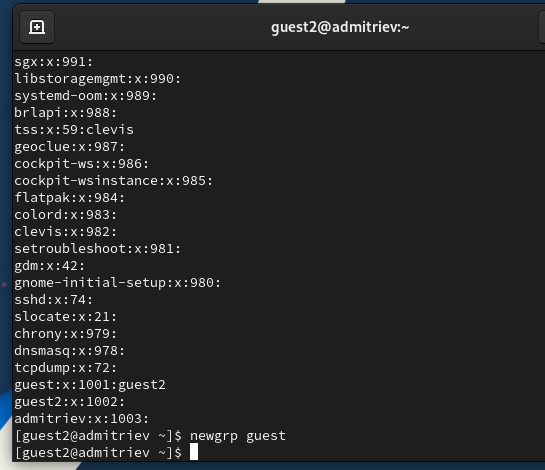 guest2@admitriev:~
sgx:x:991:
libstoragemgmt:x:990:
systemd-oom:x:989:
brlapi:x:988:
tss:x:59:clevis
geoclue:x:987:
cockpit-ws:x:986:
cockpit-wsinstance:x:985:
flatpak:x:984:
colord:x:983:
clevis:x:982:
setroubleshoot:x:981:
gdm:x:42:
gnome-initial-setup:x:980:
sshd:x:74:
slocate:x:21:
chrony:x:979:
dnsmasq:x:978:
tcpdump:x:72:
guest:x:1001:guest2
guest2:x:1002:
admitriev:x:1003:
[guest2@admitriev ~]$ newgrp guest
[guest2@admitriev ~]$